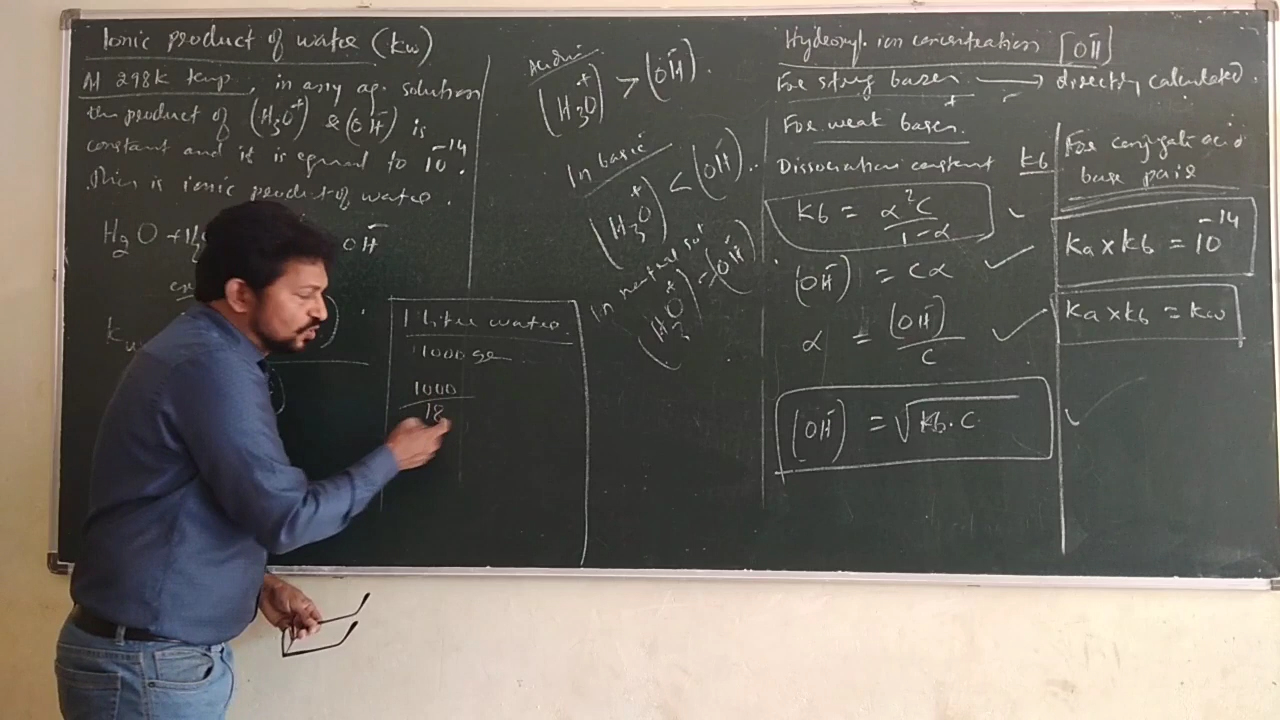 Ionic product of water (kw)
At 298k temp, in any aq. solution
the product of (H₃O⁺) & (OH⁻) is
constant and it is equal to 10⁻¹⁴.
This is ionic product of water.
H₂O + H₂
OH⁻
k
1 liter water
1000 gm
1000
18
Acidic
(H₃O⁺) > (OH⁻).
In basic
(H₃O⁺) < (OH⁻).
In neutral sol
(H₃O⁺) = (OH⁻)
Hydroxyl ion concentration [OH⁻]
For strong bases ⟶ directly calculated.
For weak bases.
Dissociation constant kb
kb = α²C / 1-α
(OH⁻) = Cα
α = (OH⁻) / C
(OH⁻) = √kb.C
For conjugate acid
base pair
ka x kb = 10⁻¹⁴
ka x kb = kw